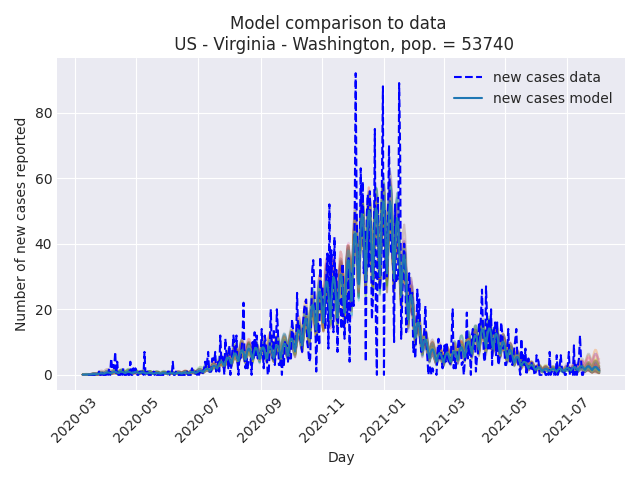 Model comparison to data
US - Virginia - Washington, pop. = 53740
new cases data
new cases model
Number of new cases reported
80
60
40
20
0
2020-03
2020-05
2020-07
2020-09
2020-11
2021-01
2021-03
2021-05
2021-07
Day